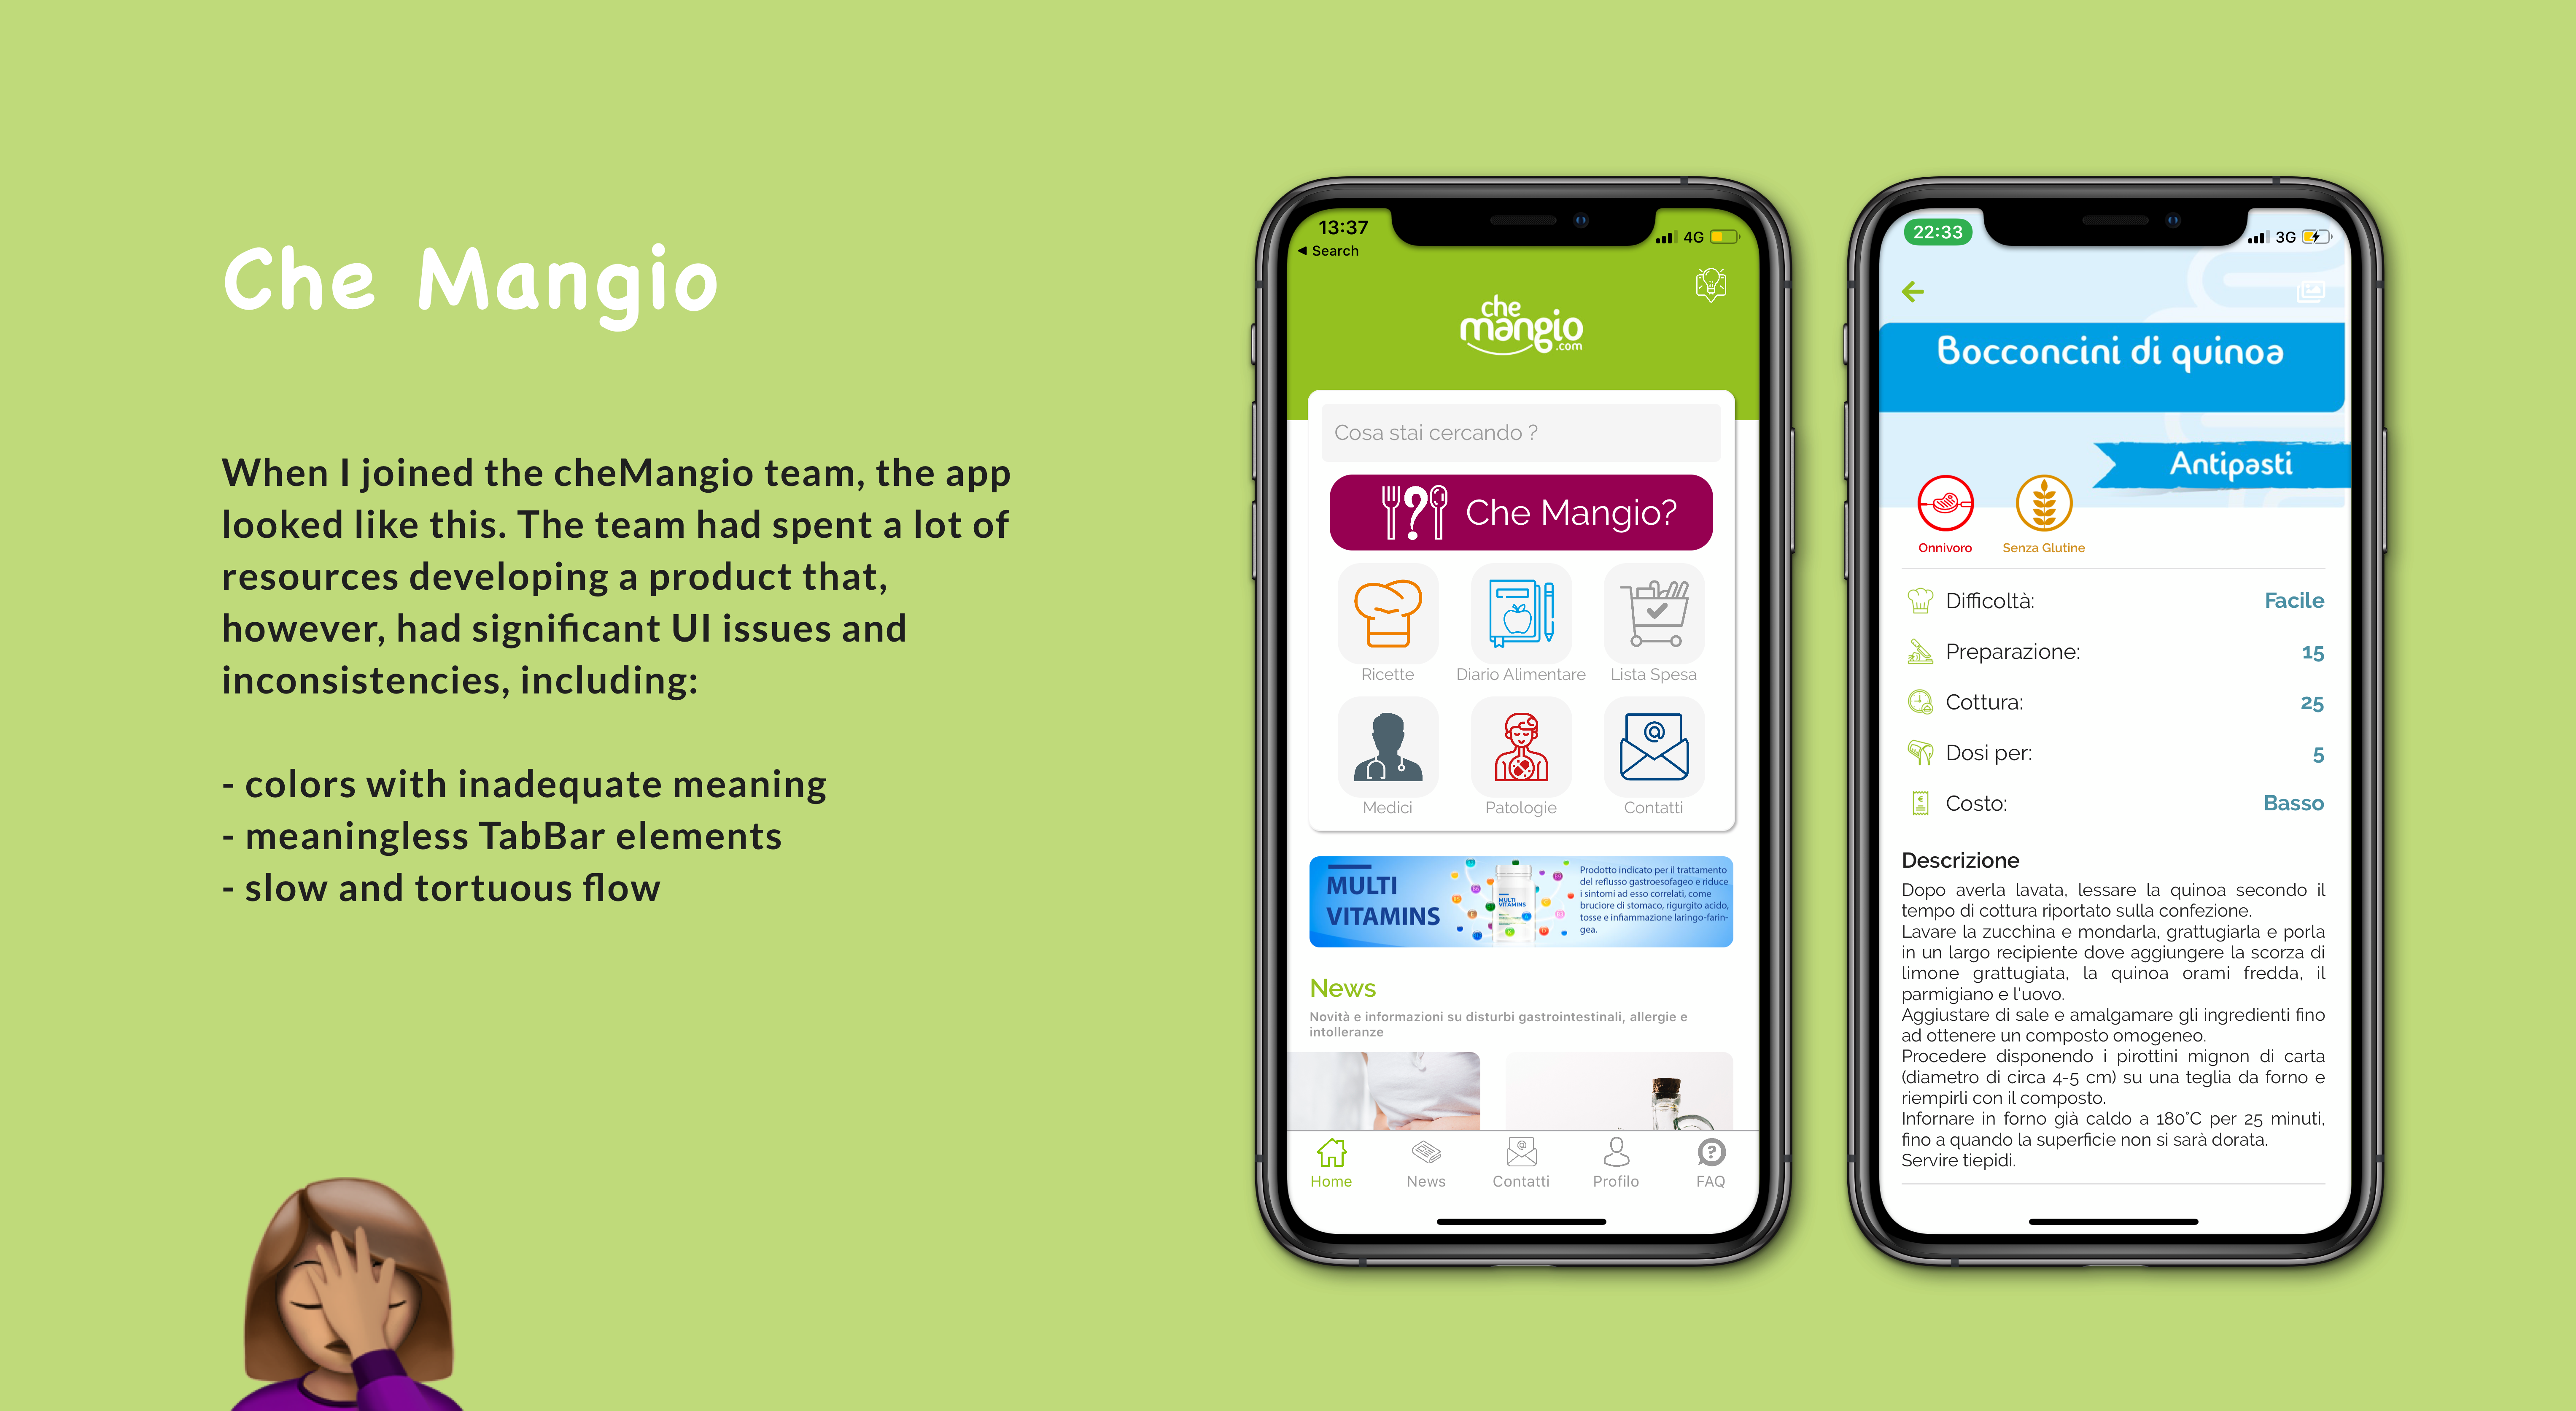 Che Mangio
When I joined the cheMangio team, the app
looked like this. The team had spent a lot of
resources developing a product that,
however, had significant UI issues and
inconsistencies, including:
- colors with inadequate meaning
- meaningless TabBar elements
- slow and tortuous flow
13:37
4G
◀ Search
che
mangio
.com
Cosa stai cercando ?
Che Mangio?
Ricette
Diario Alimentare
Lista Spesa
Medici
Patologie
Contatti
MULTI
VITAMINS
MULTI
VITAMINS
Prodotto indicato per il trattamento
del reflusso gastroesofageo e riduce
i sintomi ad esso correlati, come
bruciore di stomaco, rigurgito acido,
tosse e infiammazione laringo-farin-
gea.
News
Novità e informazioni su disturbi gastrointestinali, allergie e
intolleranze
Home
News
Contatti
Profilo
FAQ
22:33
3G
Bocconcini di quinoa
Antipasti
Onnivoro
Senza Glutine
Difficoltà: Facile
Preparazione: 15
Cottura: 25
Dosi per: 5
Costo: Basso
Descrizione
Dopo averla lavata, lessare la quinoa secondo il
tempo di cottura riportato sulla confezione.
Lavare la zucchina e mondarla, grattugiarla e porla
in un largo recipiente dove aggiungere la scorza di
limone grattugiata, la quinoa orami fredda, il
parmigiano e l'uovo.
Aggiustare di sale e amalgamare gli ingredienti fino
ad ottenere un composto omogeneo.
Procedere disponendo i pirottini mignon di carta
(diametro di circa 4-5 cm) su una teglia da forno e
riempirli con il composto.
Infornare in forno già caldo a 180°C per 25 minuti,
fino a quando la superficie non si sarà dorata.
Servire tiepidi.